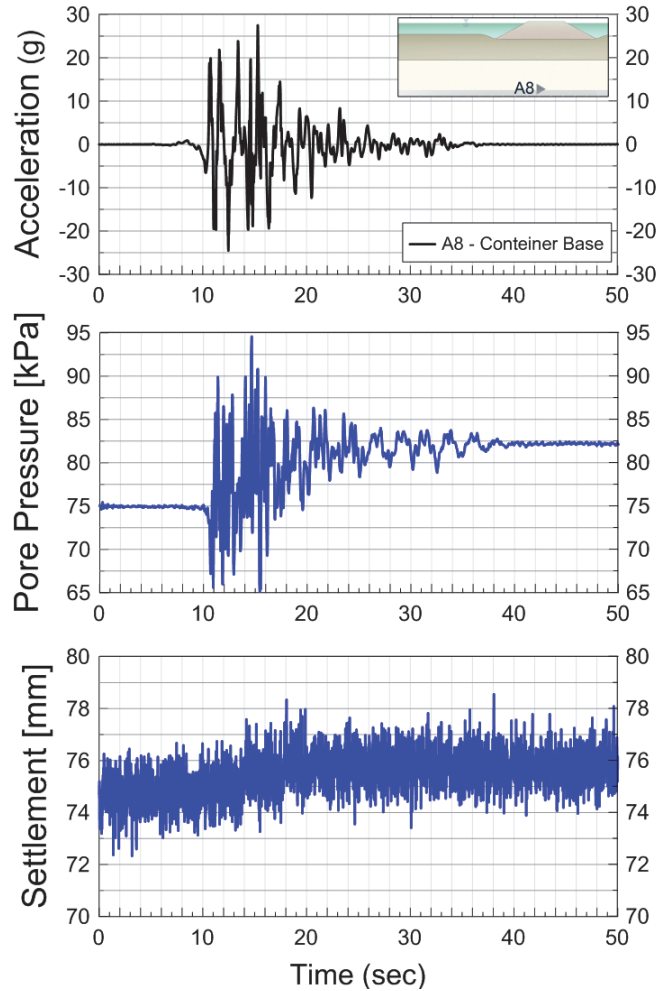 Acceleration (g)
30 20 10 0 -10 -20 -30
30 20 10 0 -10 -20 -30
A8
A8 - Conteiner Base
0 10 20 30 40 50
Pore Pressure [kPa]
95 90 85 80 75 70 65
95 90 85 80 75 70 65
0 10 20 30 40 50
Settlement [mm]
80 78 76 74 72 70
80 78 76 74 72 70
0 10 20 30 40 50
Time (sec)